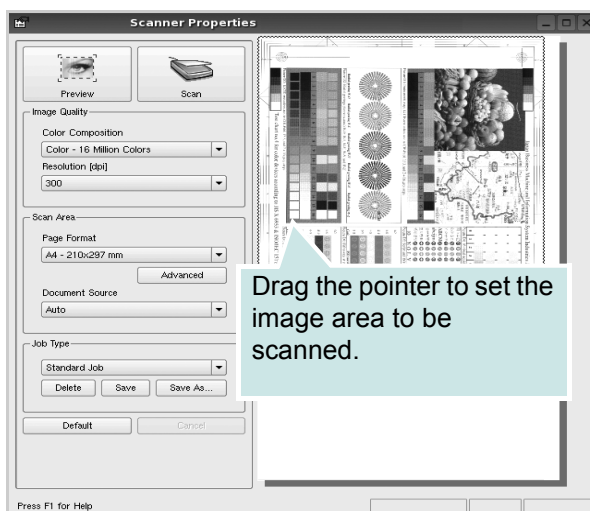 Scanner Properties
Preview
Scan
Image Quality
Color Composition
Color - 16 Million Colors
Resolution [dpi]
300
Scan Area
Page Format
A4 - 210x297 mm
Advanced
Document Source
Auto
Job Type
Standard Job
Delete
Save
Save As...
Default
Cancel
Drag the pointer to set the
image area to be
scanned.
Press F1 for Help